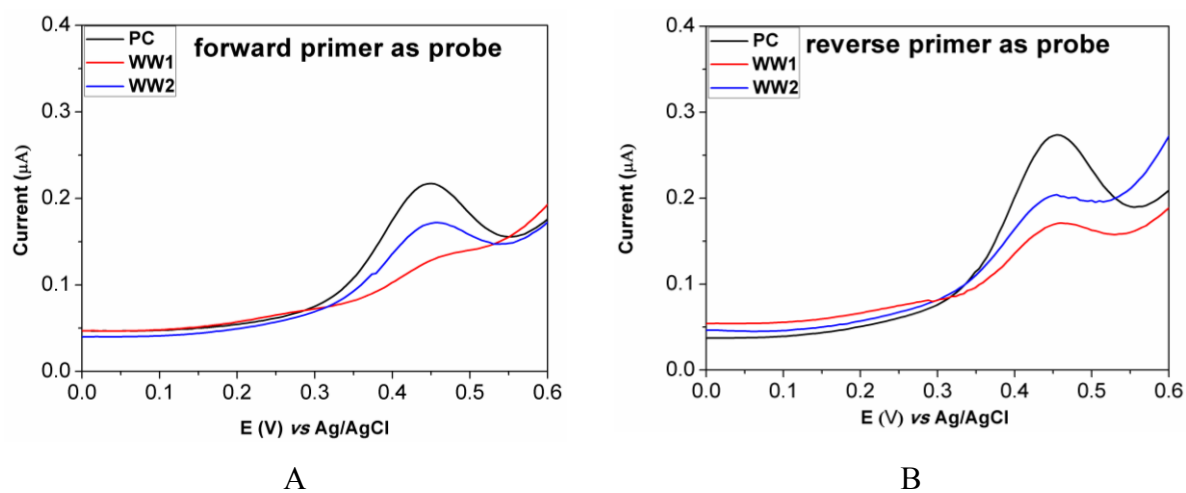 forward primer as probe
PC
WW1
WW2
Current (μA)
0.4
0.3
0.2
0.1
0.0
0.0 0.1 0.2 0.3 0.4 0.5 0.6
E (V) vs Ag/AgCl
A
reverse primer as probe
PC
WW1
WW2
Current (μA)
0.4
0.3
0.2
0.1
0.0
0.0 0.1 0.2 0.3 0.4 0.5 0.6
E (V) vs Ag/AgCl
B